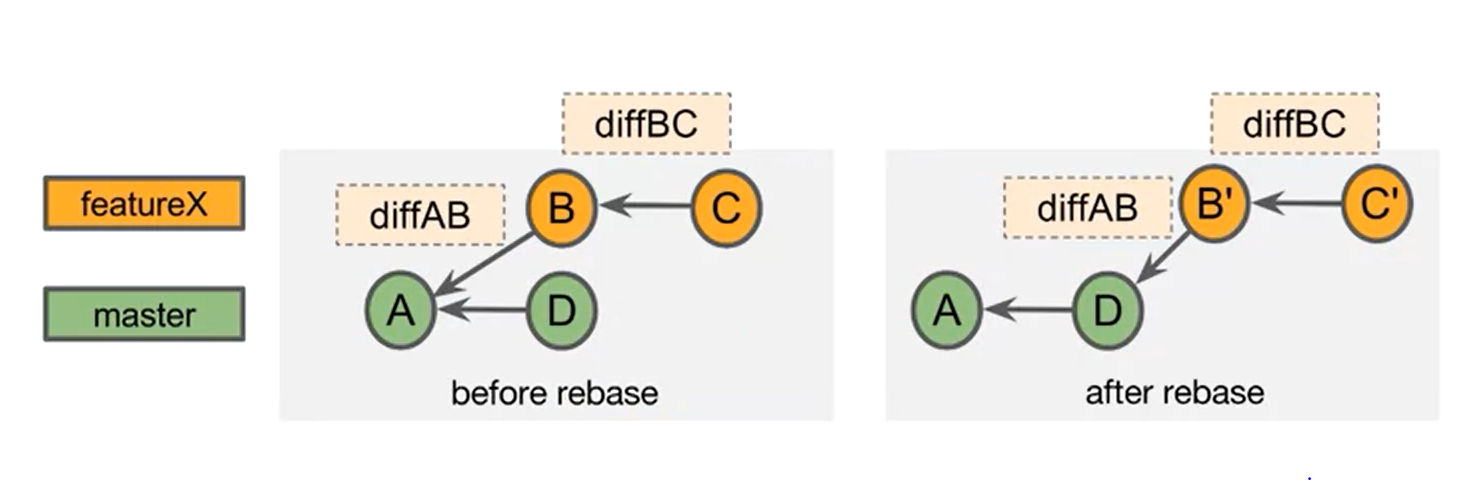 featureX
master
diffBC
diffAB
B
C
A
D
before rebase
diffBC
diffAB
B'
C'
A
D
after rebase